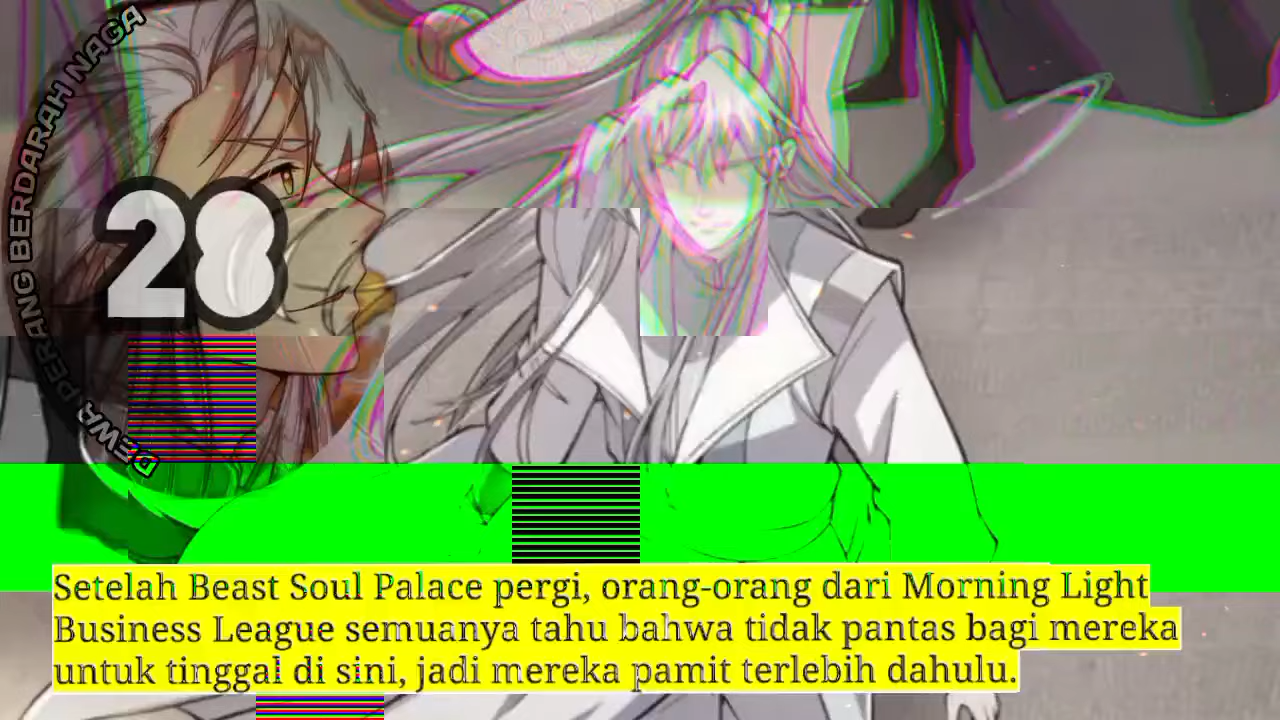 DEWA PERANG BERDARAH NAGA
28
Setelah Beast Soul Palace pergi, orang-orang dari Morning Light
Business League semuanya tahu bahwa tidak pantas bagi mereka
untuk tinggal di sini, jadi mereka pamit terlebih dahulu.